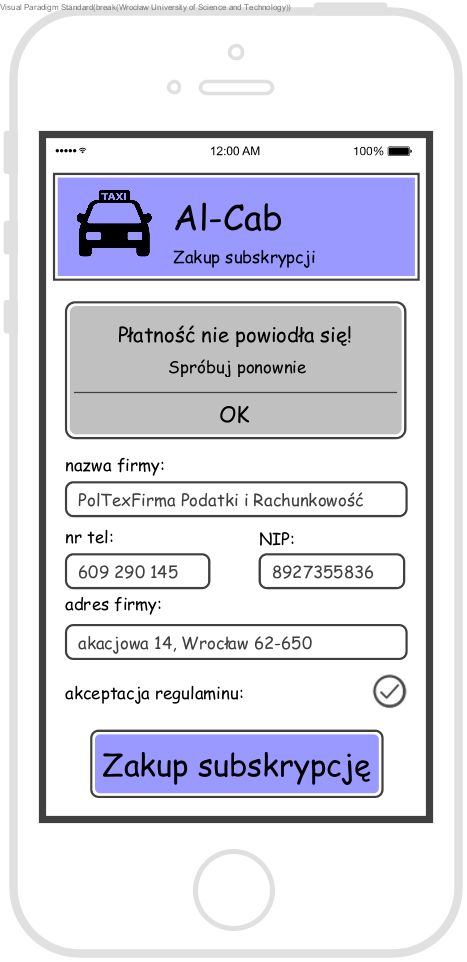 Visual Paradigm Standard(break(Wrocław University of Science and Technology))
12:00 AM
100%
TAXI
Al-Cab
Zakup subskrypcji
Płatność nie powiodła się!
Spróbuj ponownie
OK
nazwa firmy:
PolTexFirma Podatki i Rachunkowość
nr tel:
NIP:
609 290 145
8927355836
adres firmy:
akacjowa 14, Wrocław 62-650
akceptacja regulaminu:
Zakup subskrypcję